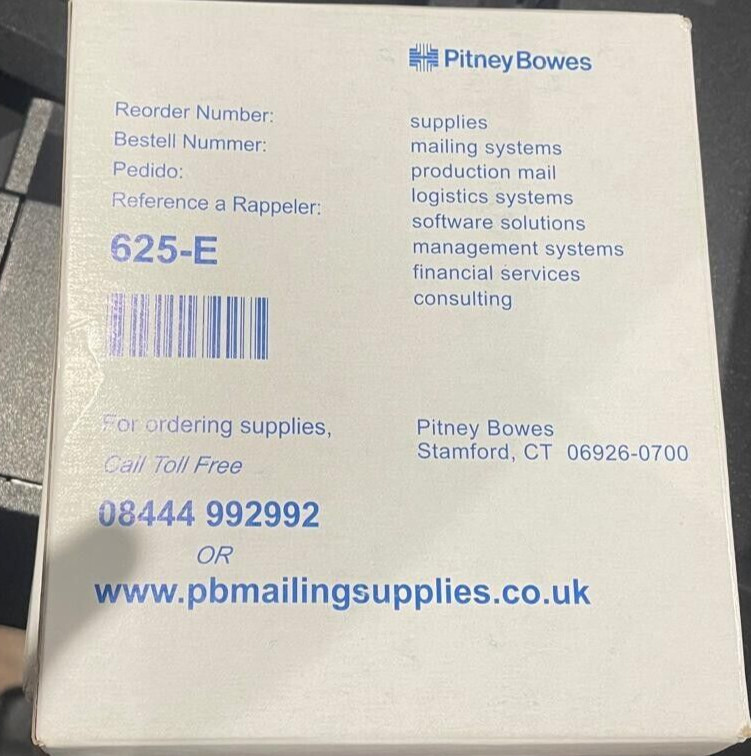 Pitney Bowes
Reorder Number:
Bestell Nummer:
Pedido:
Reference a Rappeler:
625-E
supplies
mailing systems
production mail
logistics systems
software solutions
management systems
financial services
consulting
For ordering supplies,
Call Toll Free
08444 992992
OR
www.pbmailingsupplies.co.uk
Pitney Bowes
Stamford, CT 06926-0700